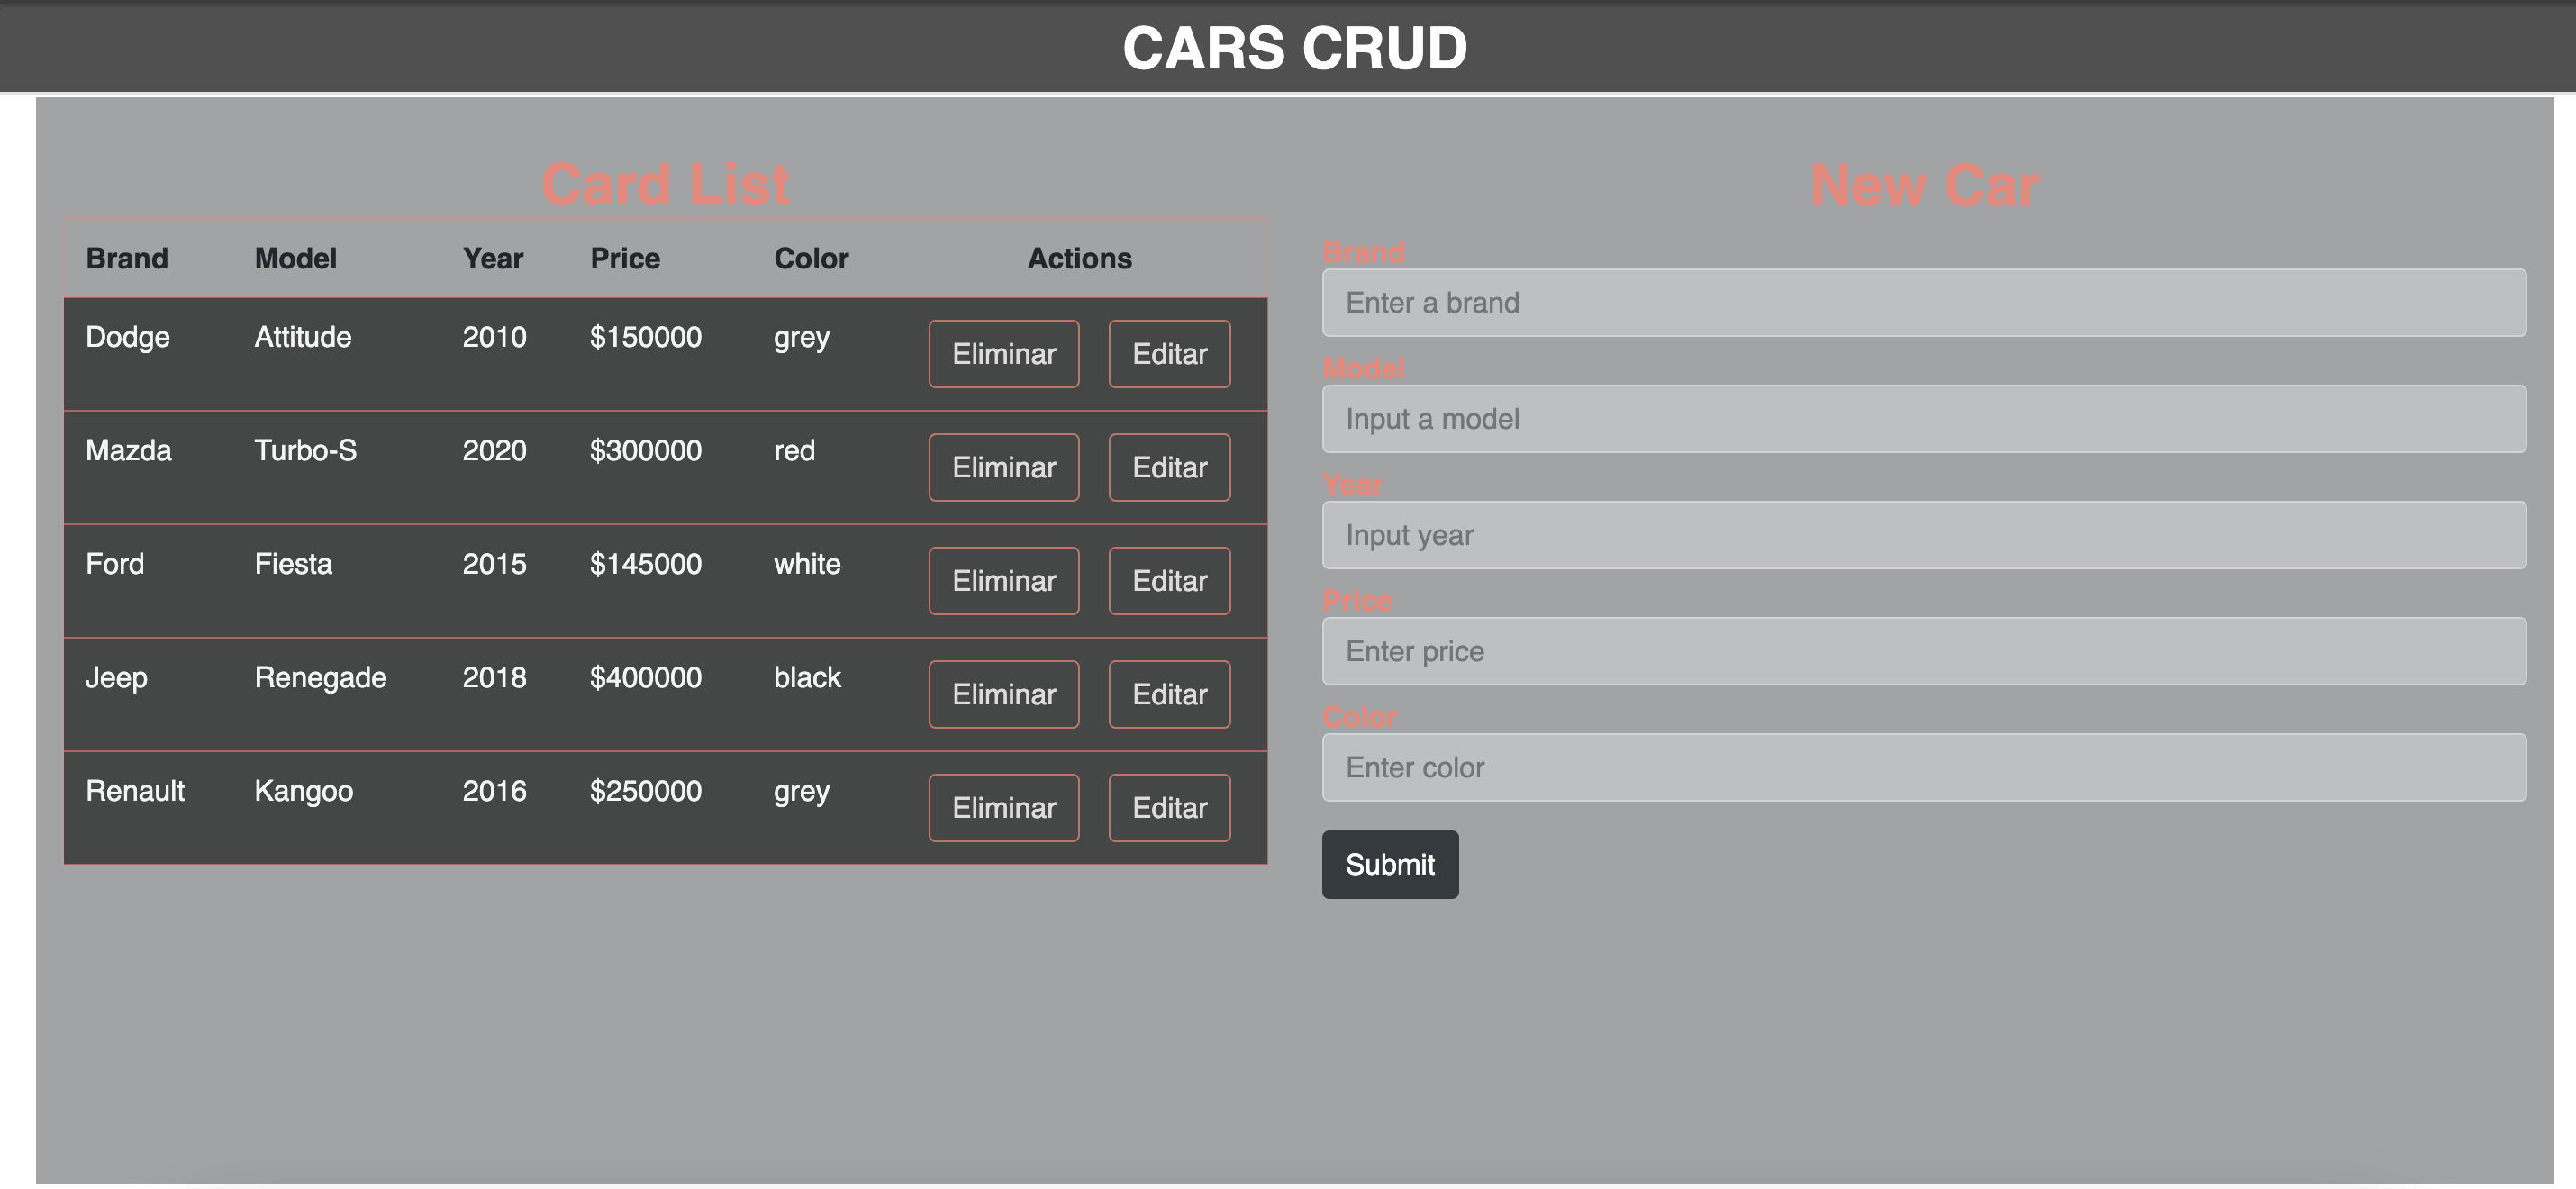 CARS CRUD
Card List
Brand Model Year Price Color Actions
Dodge Attitude 2010 $150000 grey Eliminar Editar
Mazda Turbo-S 2020 $300000 red Eliminar Editar
Ford Fiesta 2015 $145000 white Eliminar Editar
Jeep Renegade 2018 $400000 black Eliminar Editar
Renault Kangoo 2016 $250000 grey Eliminar Editar
New Car
Brand
Enter a brand
Model
Input a model
Year
Input year
Price
Enter price
Color
Enter color
Submit